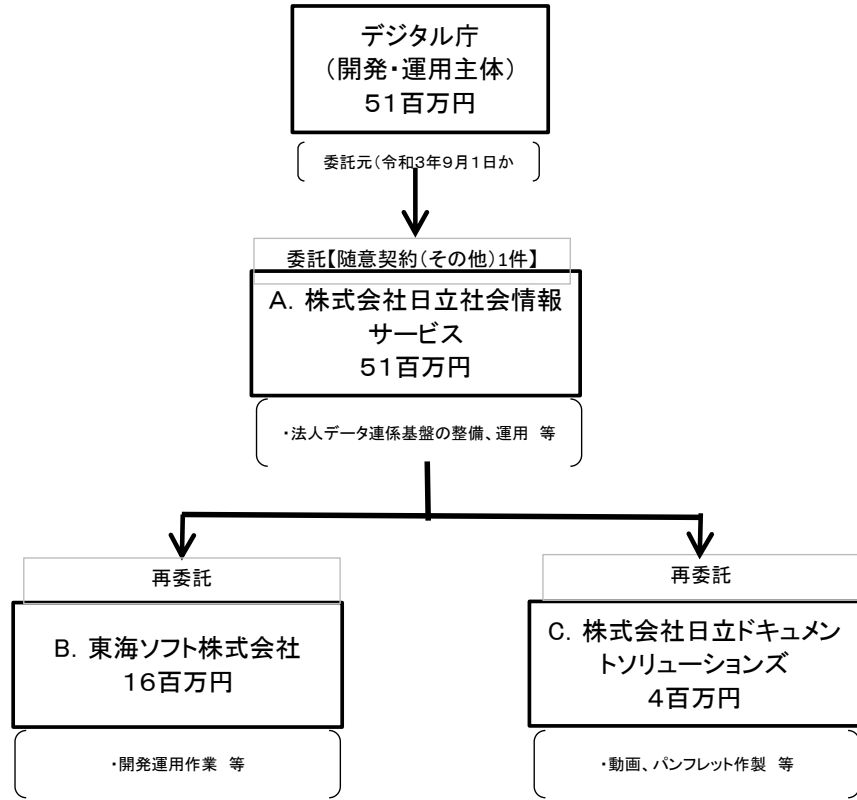 デジタル庁
（開発・運用主体）
51百万円
委託元（令和3年9月1日か
委託【随意契約（その他）1件】
A. 株式会社日立社会情報
サービス
51百万円
・法人データ連係基盤の整備、運用　等
再委託
再委託
B. 東海ソフト株式会社
16百万円
C. 株式会社日立ドキュメン
トソリューションズ
4百万円
・開発運用作業　等
・動画、パンフレット作製　等